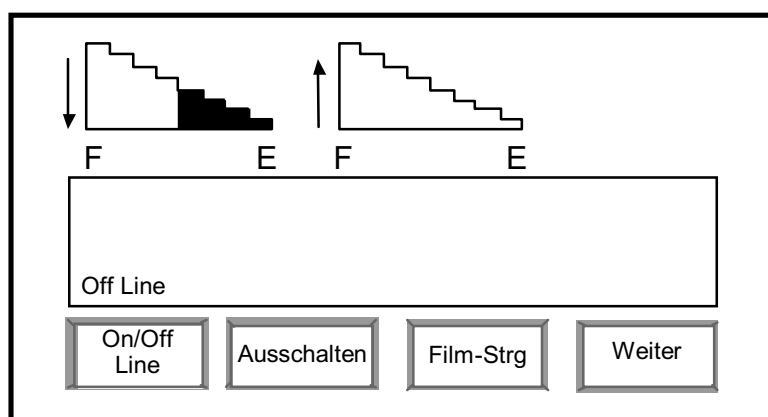 F E F E
Off Line
On/Off
Line
Ausschalten
Film-Strg
Weiter